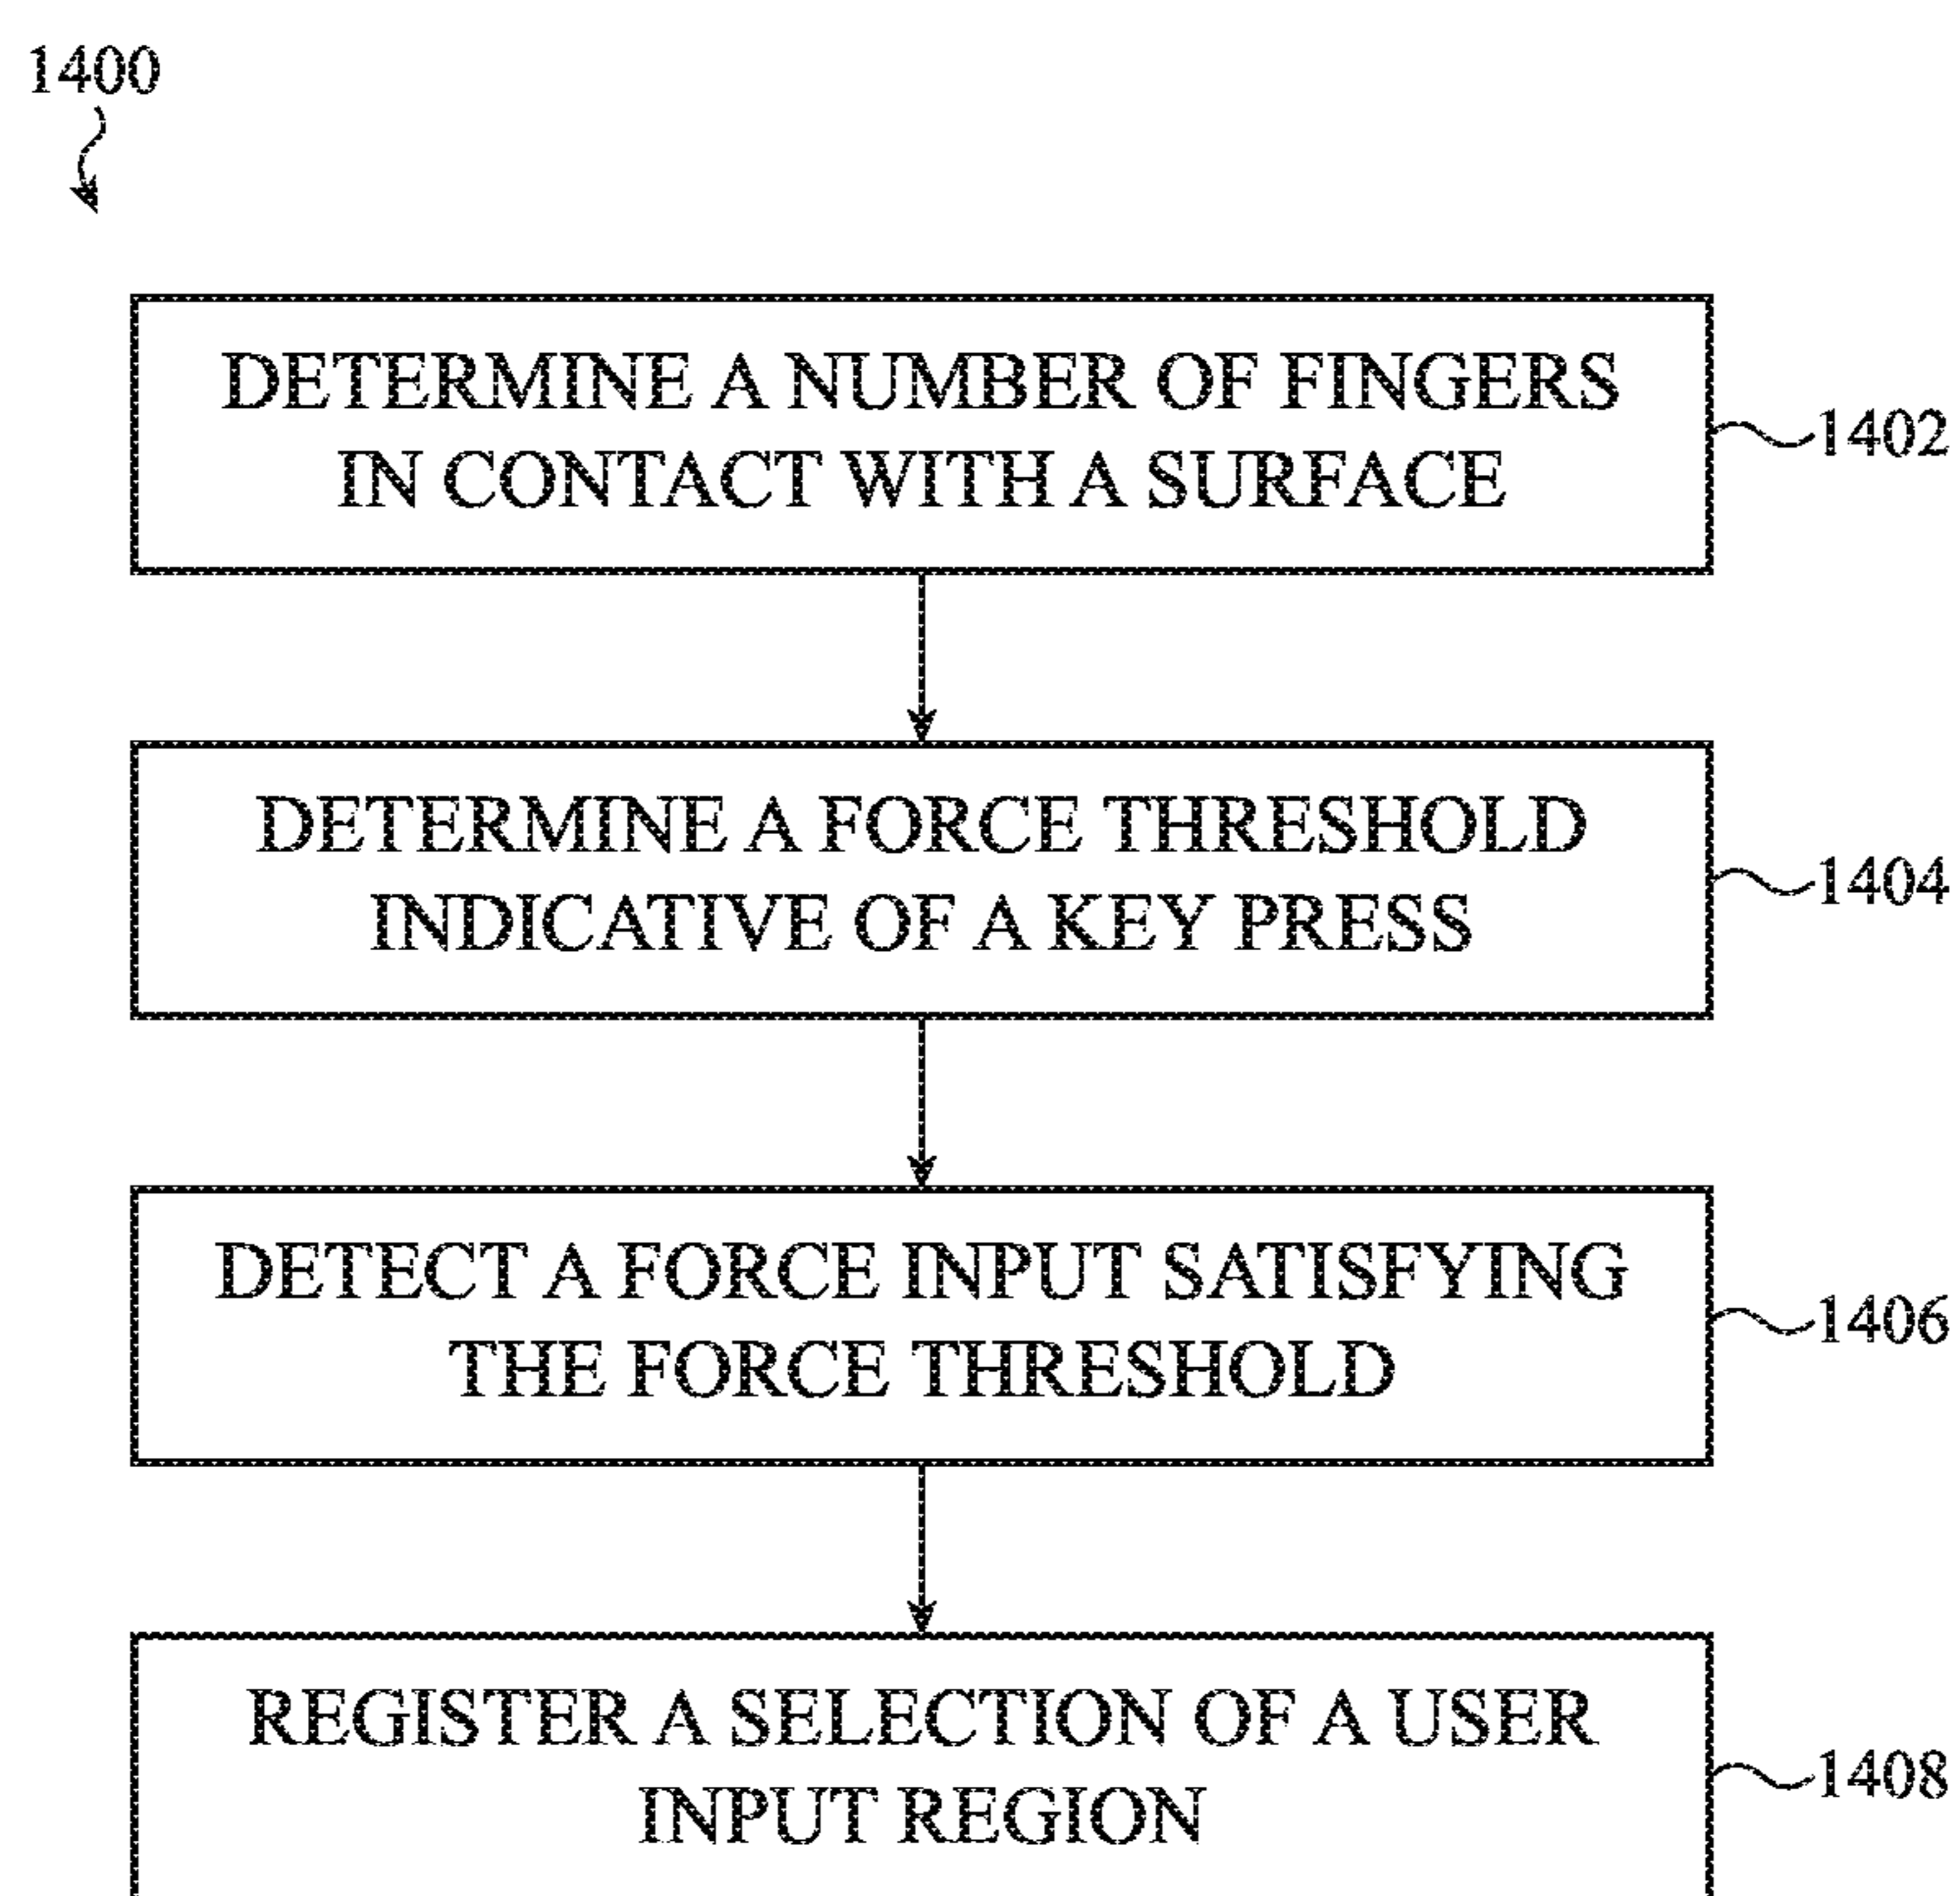 1400
DETERMINE A NUMBER OF FINGERS
IN CONTACT WITH A SURFACE
1402
DETERMINE A FORCE THRESHOLD
INDICATIVE OF A KEY PRESS
1404
DETECT A FORCE INPUT SATISFYING
THE FORCE THRESHOLD
1406
REGISTER A SELECTION OF A USER
INPUT REGION
1408